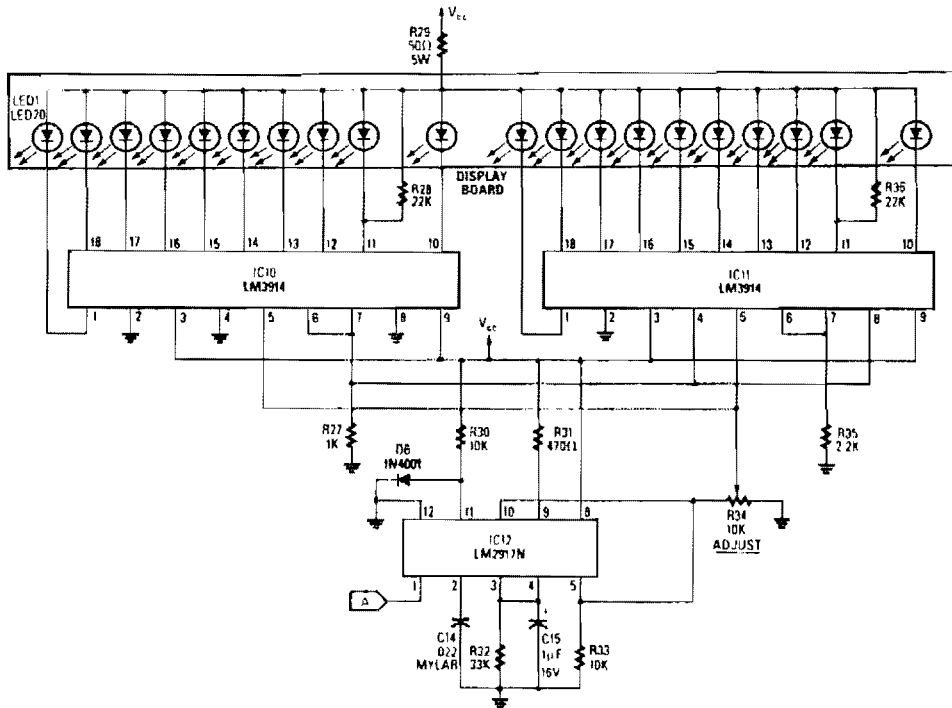 Vcc
R29
50Ω
5W
LED1
LED20
DISPLAY
BOARD
R28
22K
R36
22K
18 17 16 15 14 13 12 11 10
18 17 16 15 14 13 12 11 10
IC10
LM3914
IC11
LM3914
1 2 3 4 5 6 7 8 9
1 2 3 4 5 6 7 8 9
Vcc
R27
1K
R30
10K
R31
470Ω
R35
2.2K
D6
1N4001
12 11 10 9 8
R34
10K
ADJUST
IC12
LM2917N
A
1 2 3 4 5
C14
.022
MYLAR
R32
33K
C15
1µF
16V
R33
10K